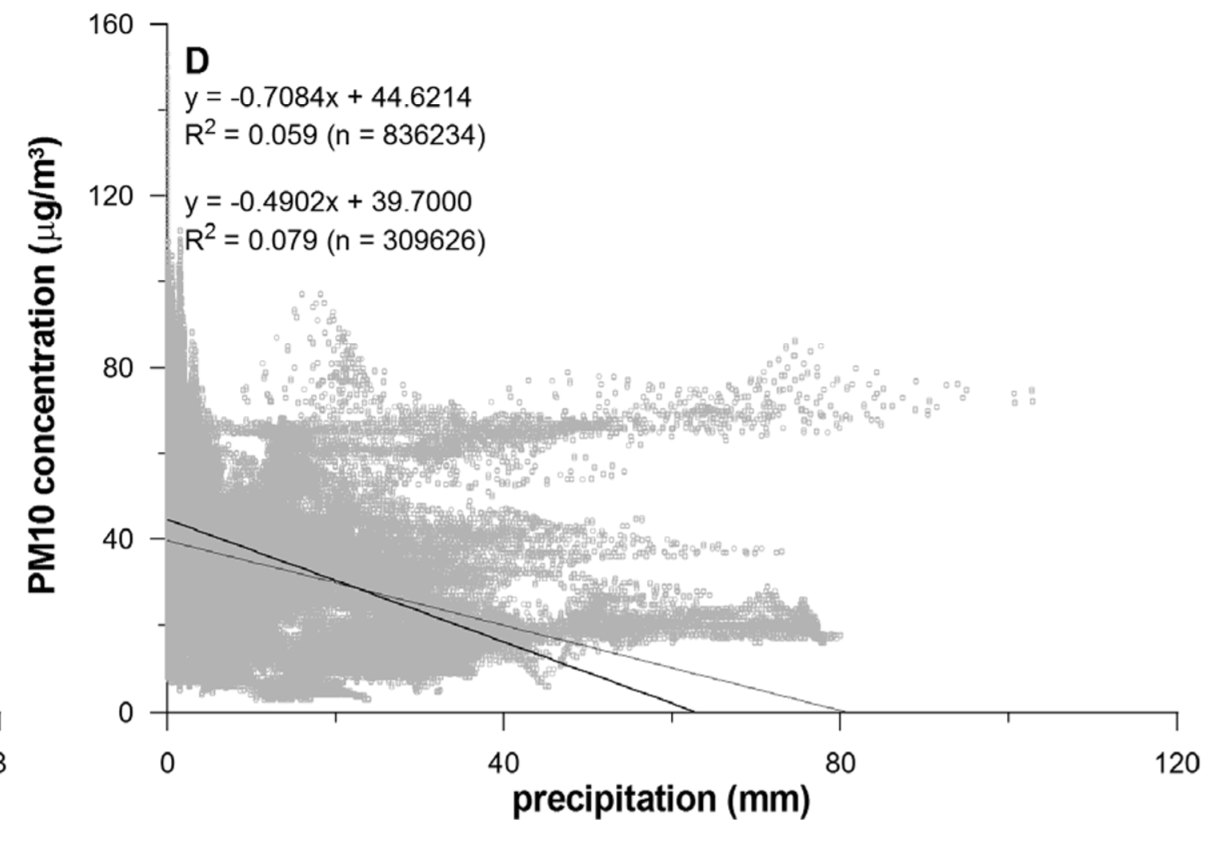 160
D
y = -0.7084x + 44.6214
R² = 0.059 (n = 836234)
120
y = -0.4902x + 39.7000
R² = 0.079 (n = 309626)
PM10 concentration (μg/m³)
80
40
0
3
0
40
80
120
precipitation (mm)